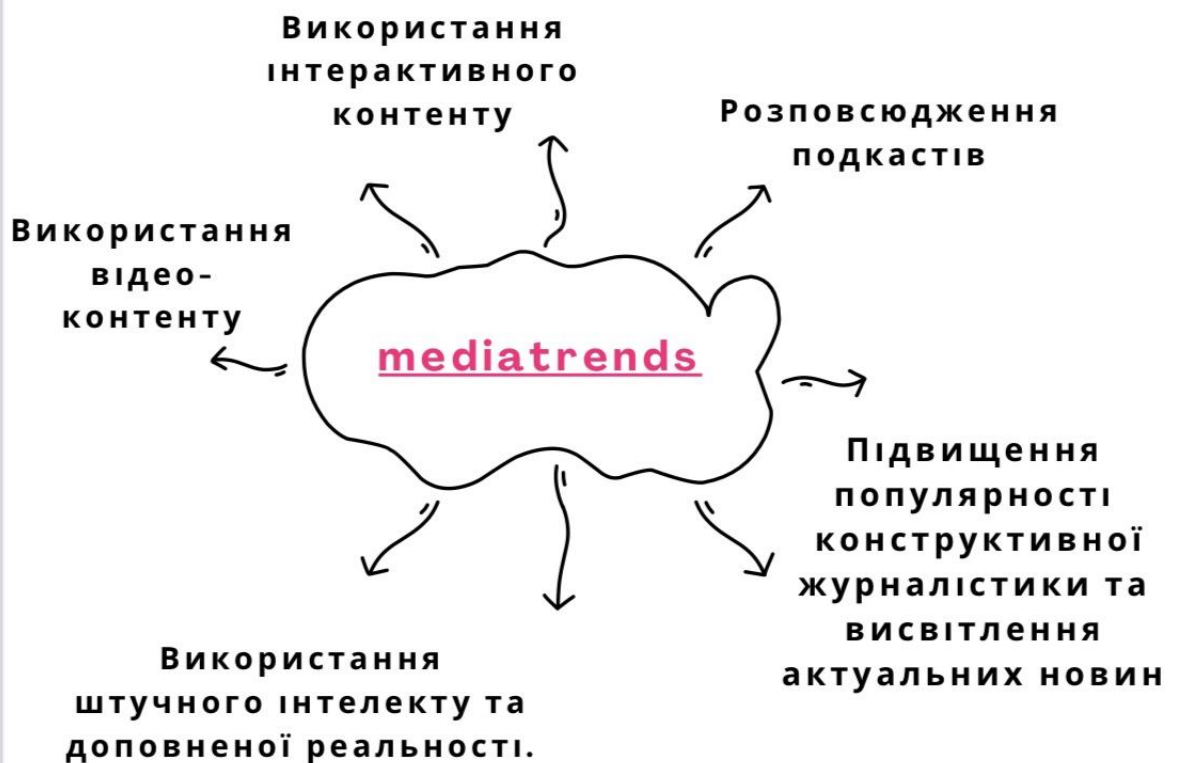 Використання
інтерактивного
контенту
Розповсюдження
подкастів
Використання
відео-
контенту
mediatrends
Підвищення
популярності
конструктивної
журналістики та
висвітлення
актуальних новин
Використання
штучного інтелекту та
доповненої реальності.